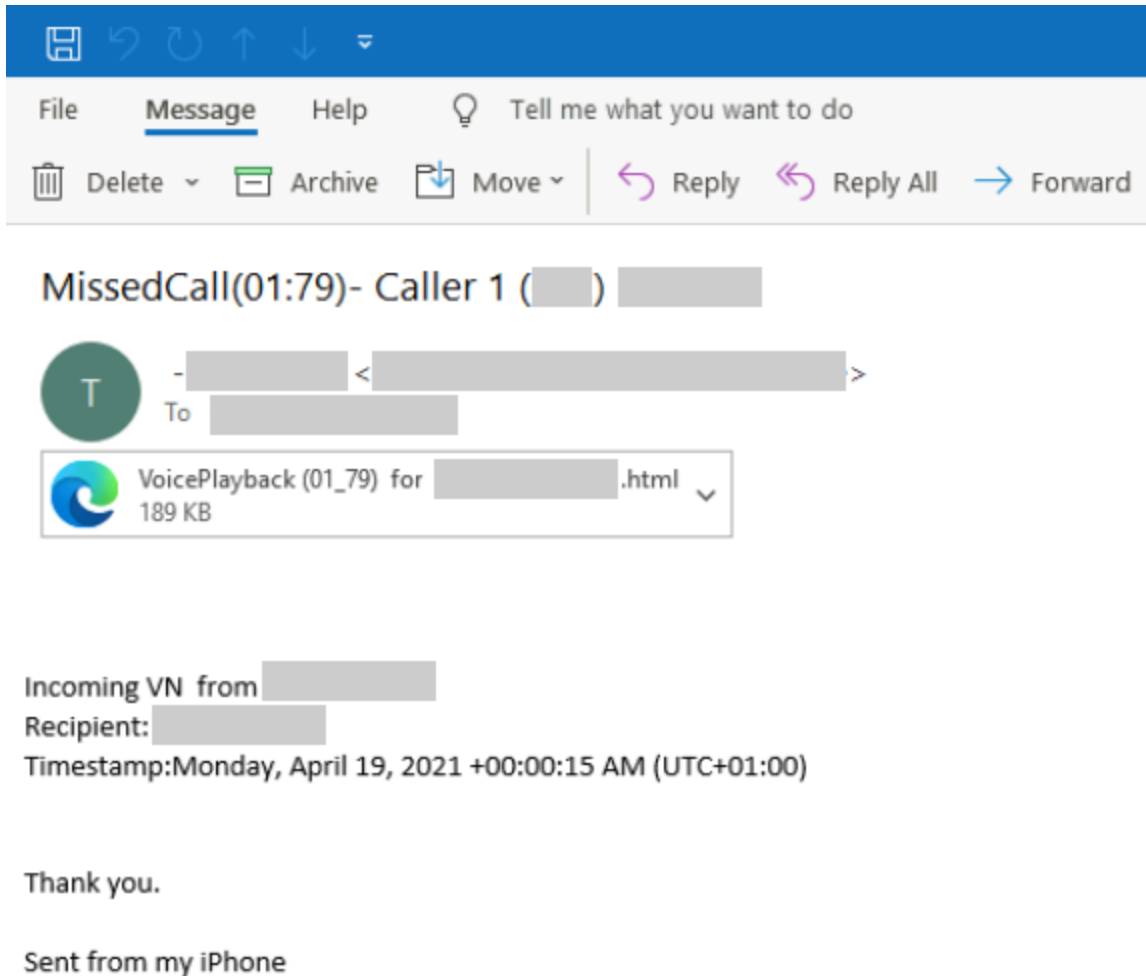 File Message Help Tell me what you want to do
Delete Archive Move Reply Reply All Forward
MissedCall(01:79)- Caller 1 ( )
T
- < >
To
VoicePlayback (01_79) for .html
189 KB
Incoming VN from
Recipient:
Timestamp:Monday, April 19, 2021 +00:00:15 AM (UTC+01:00)
Thank you.
Sent from my iPhone